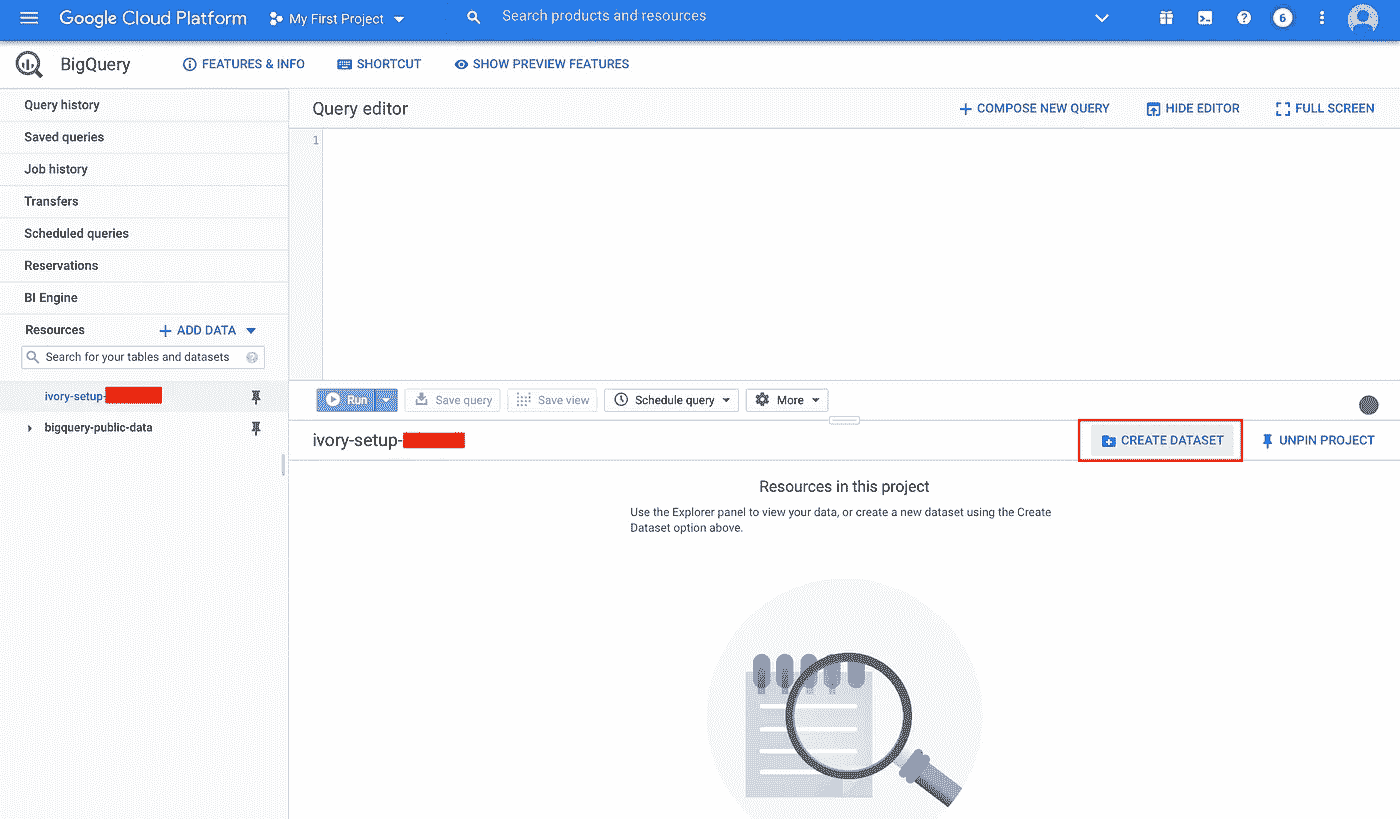 Google Cloud Platform My First Project Search products and resources 6
BigQuery FEATURES & INFO SHORTCUT SHOW PREVIEW FEATURES
Query history
Saved queries
Job history
Transfers
Scheduled queries
Reservations
BI Engine
Resources ADD DATA
Search for your tables and datasets
ivory-setup-
bigquery-public-data
Query editor COMPOSE NEW QUERY HIDE EDITOR FULL SCREEN
1
Run Save query Save view Schedule query More
ivory-setup- CREATE DATASET UNPIN PROJECT
Resources in this project
Use the Explorer panel to view your data, or create a new dataset using the Create
Dataset option above.